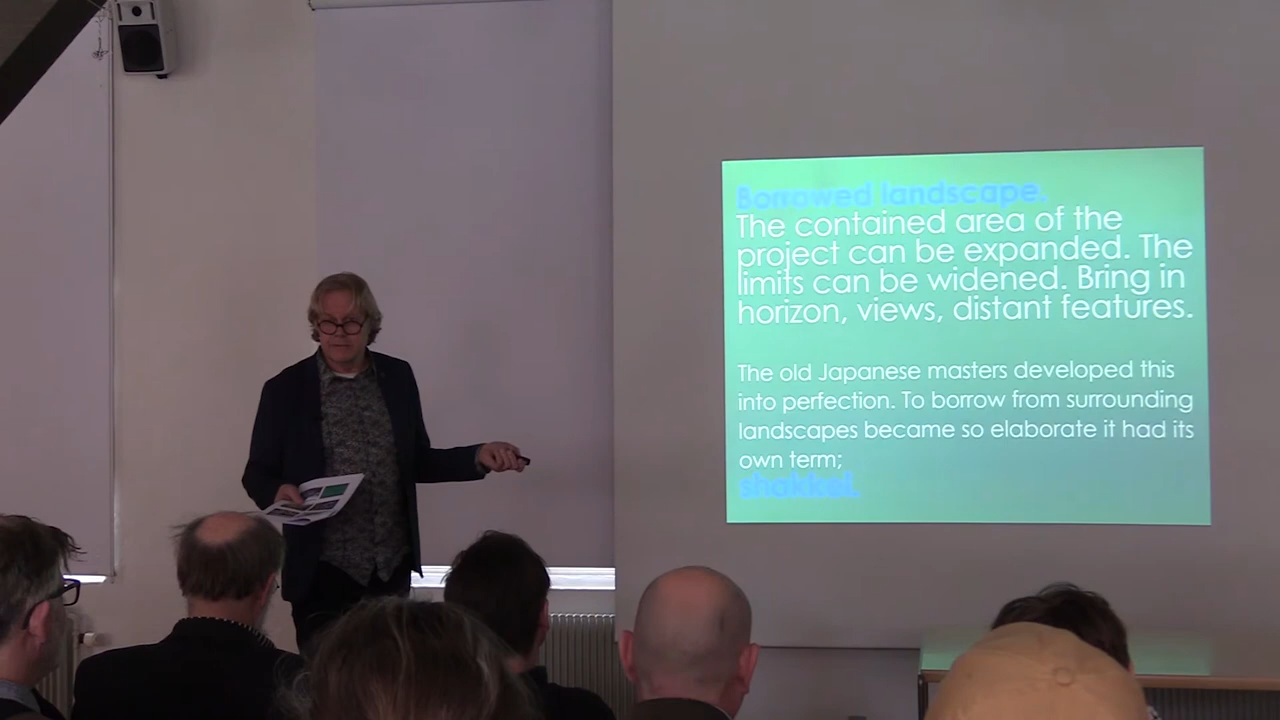 Borrowed landscape.
The contained area of the
project can be expanded. The
limits can be widened. Bring in
horizon, views, distant features.
The old Japanese masters developed this
into perfection. To borrow from surrounding
landscapes became so elaborate it had its
own term;
shakkei.